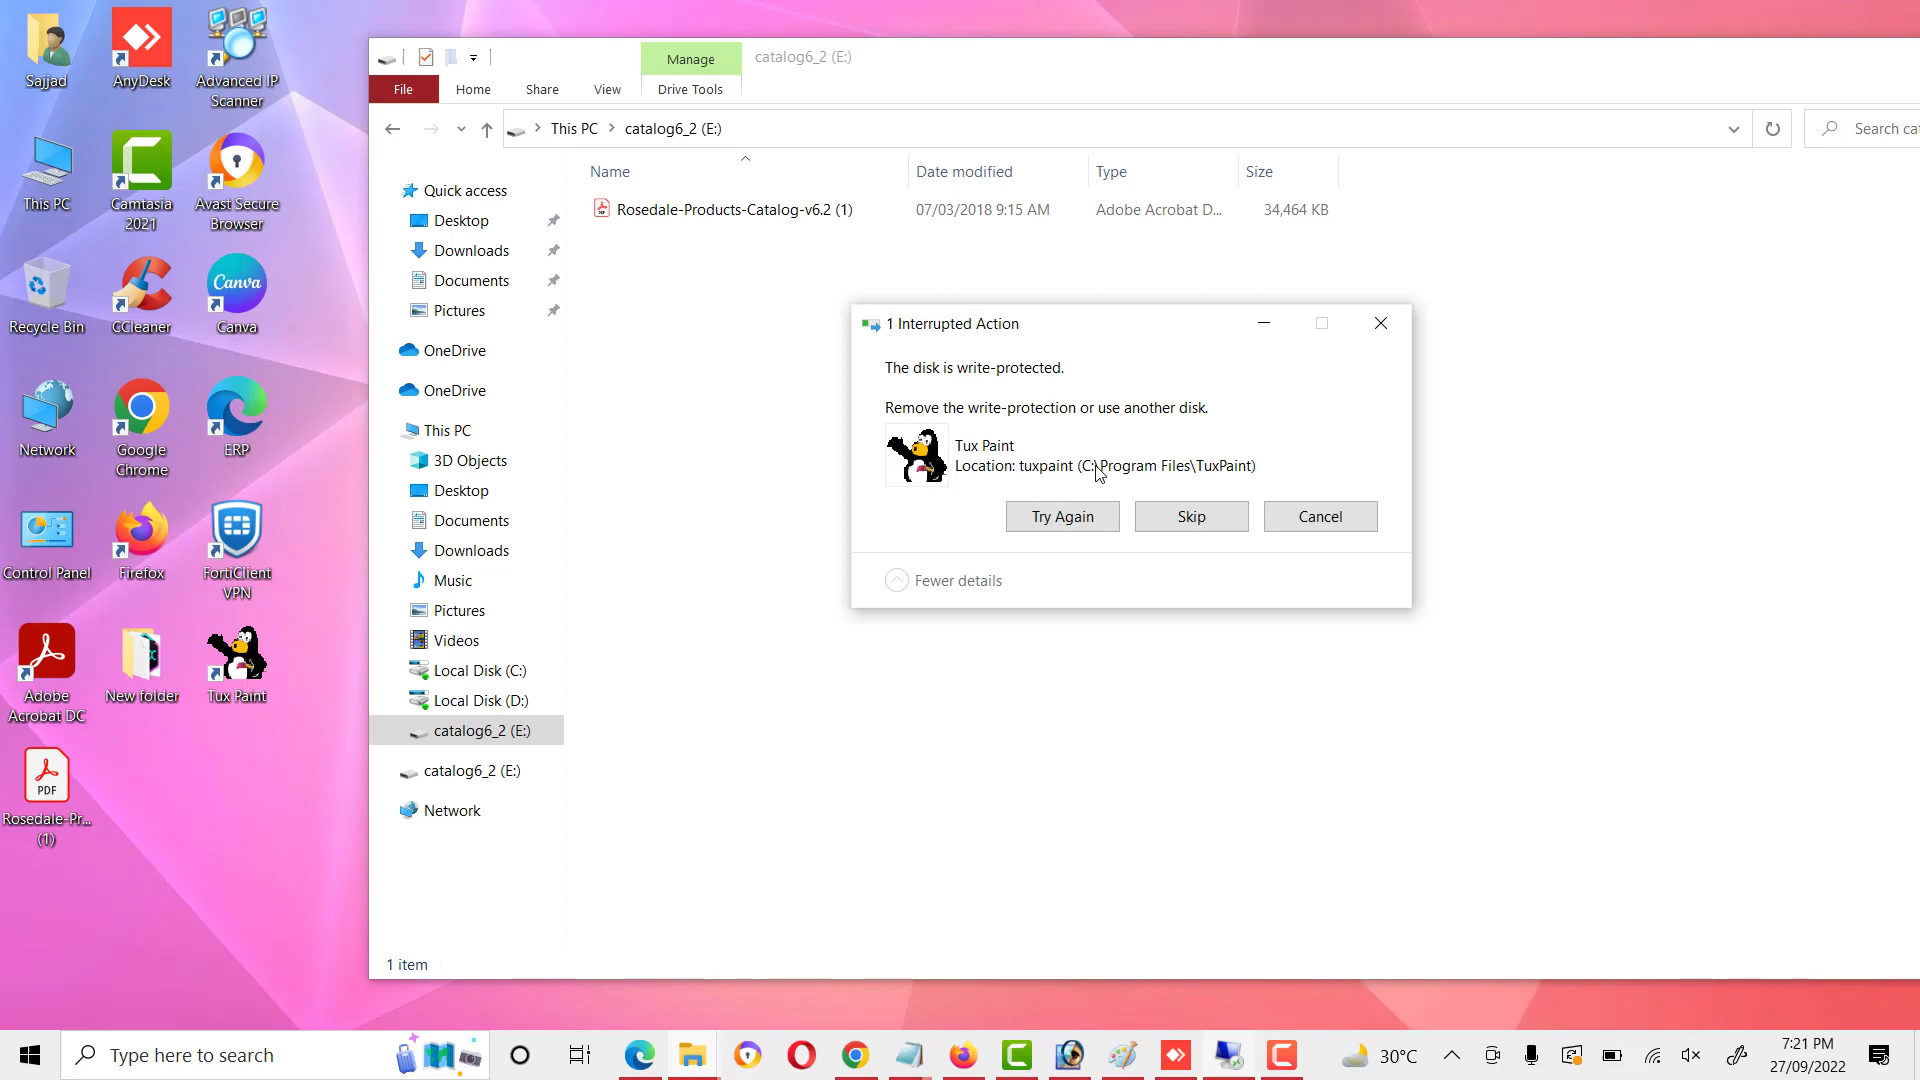 Sajjad
AnyDesk
Advanced IP
Scanner
This PC
Camtasia
2021
Avast Secure
Browser
Recycle Bin
CCleaner
Canva
Canva
Network
Google
Chrome
ERP
Control Panel
Firefox
FortiClient
VPN
Adobe
Acrobat DC
New folder
Tux Paint
PDF
Rosedale-Pr...
(1)
Manage
catalog6_2 (E:)
File
Home
Share
View
Drive Tools
This PC
catalog6_2 (E:)
Search cat
Name
Date modified
Type
Size
Rosedale-Products-Catalog-v6.2 (1)
07/03/2018 9:15 AM
Adobe Acrobat D...
34,464 KB
Quick access
Desktop
Downloads
Documents
Pictures
OneDrive
OneDrive
This PC
3D Objects
Desktop
Documents
Downloads
Music
Pictures
Videos
Local Disk (C:)
Local Disk (D:)
catalog6_2 (E:)
catalog6_2 (E:)
Network
1 item
1 Interrupted Action
The disk is write-protected.
Remove the write-protection or use another disk.
Tux Paint
Location: tuxpaint (C:\Program Files\TuxPaint)
Try Again
Skip
Cancel
Fewer details
Type here to search
30°C
7:21 PM
27/09/2022